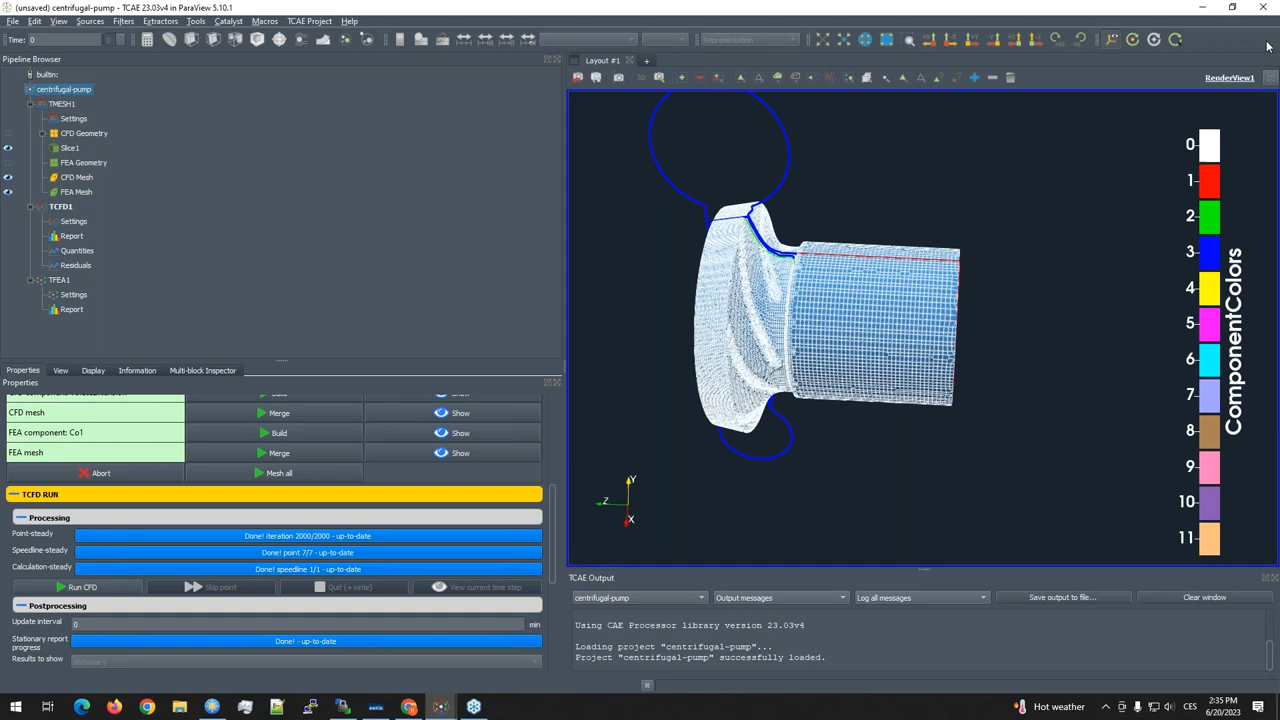 (unsaved) centrifugal-pump - TCAE 23.03v4 in ParaView 5.10.1
File Edit View Sources Filters Extractors Tools Catalyst Macros TCAE Project Help
Time: 0
Representation
Pipeline Browser
builtin:
centrifugal-pump
TMESH1
Settings
CFD Geometry
Slice1
FEA Geometry
CFD Mesh
FEA Mesh
TCFD1
Settings
Report
Quantities
Residuals
TFEA1
Settings
Report
Properties View Display Information Multi-block Inspector
Properties
CFD mesh Merge Show
FEA component: Co1 Build Show
FEA mesh Merge Show
Abort Mesh all
TCFD RUN
Processing
Point-steady Done! iteration 2000/2000 - up-to-date
Speedline-steady Done! point 7/7 - up-to-date
Calculation-steady Done! speedline 1/1 - up-to-date
Run CFD Skip point Quit (+ write) View current time step
Postprocessing
Update interval 0 min
Stationary report progress Done! - up-to-date
Results to show stationary
Layout #1
RenderView1
0
1
2
3
4
5
6
7
8
9
10
11
ComponentColors
Y
Z
X
TCAE Output
centrifugal-pump Output messages Log all messages Save output to file... Clear window
Using CAE Processor library version 23.03v4
Loading project "centrifugal-pump"...
Project "centrifugal-pump" successfully loaded.
Hot weather CES 2:35 PM
6/20/2023